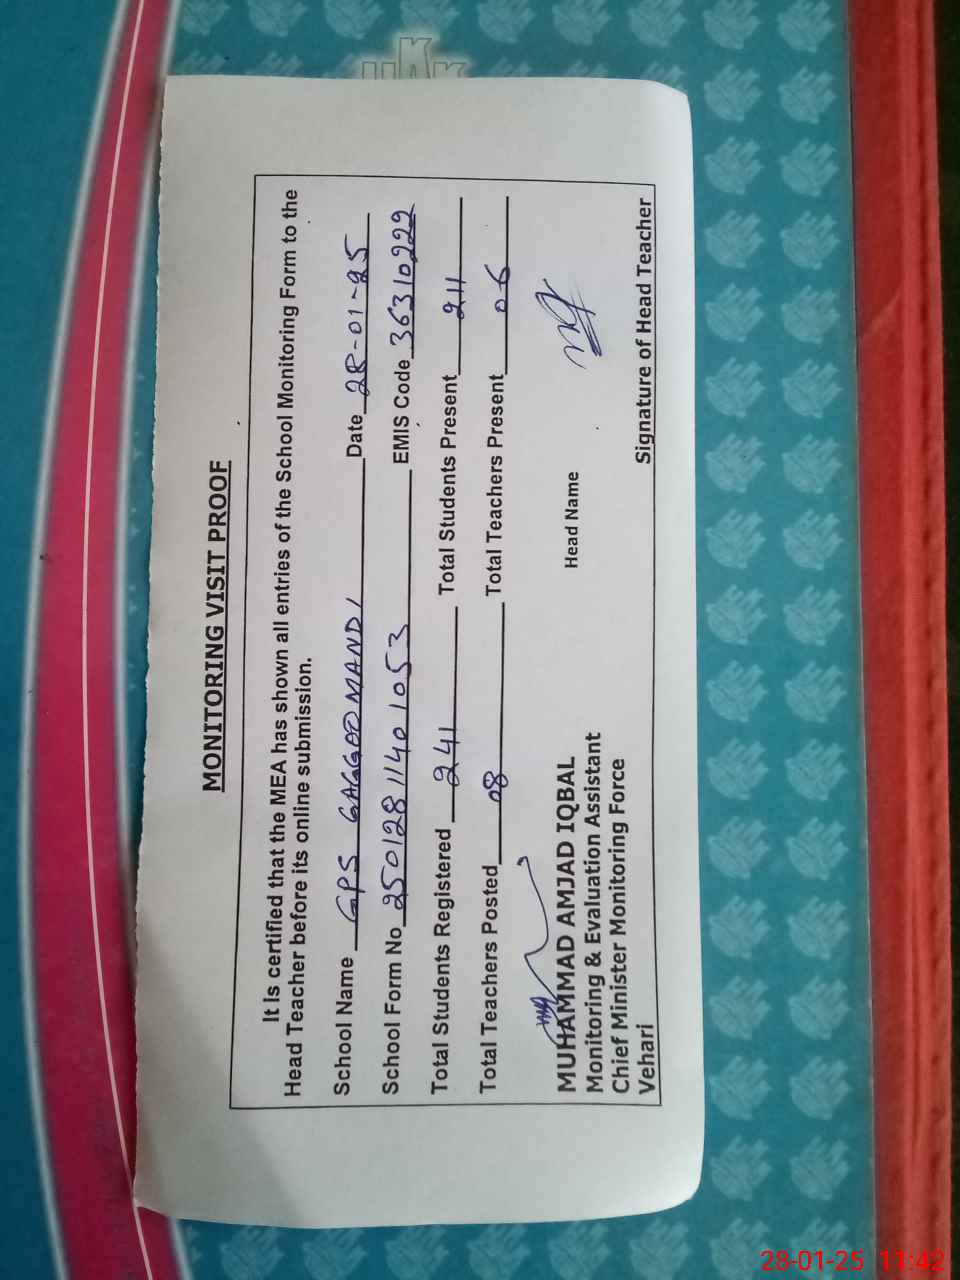 MONITORING VISIT PROOF
It Is certified that the MEA has shown all entries of the School Monitoring Form to the
Head Teacher before its online submission.
School Name GPS GAGGOO MANDI Date 28-01-25
School Form No 2501281140 1053 EMIS Code 36310222
Total Students Registered 241 Total Students Present 211
Total Teachers Posted 08 Total Teachers Present 06
MUHAMMAD AMJAD IQBAL
Monitoring & Evaluation Assistant
Chief Minister Monitoring Force
Vehari
Head Name
Signature of Head Teacher
28-01-25 11:42